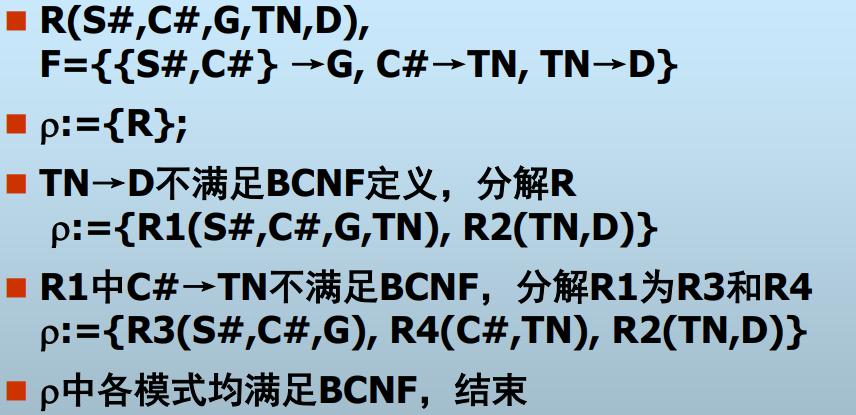 R(S#,C#,G,TN,D),
F={{S#,C#} →G, C#→TN, TN→D}
ρ:={R};
TN→D不满足BCNF定义，分解R
ρ:={R1(S#,C#,G,TN), R2(TN,D)}
R1中C#→TN不满足BCNF，分解R1为R3和R4
ρ:={R3(S#,C#,G), R4(C#,TN), R2(TN,D)}
ρ中各模式均满足BCNF，结束